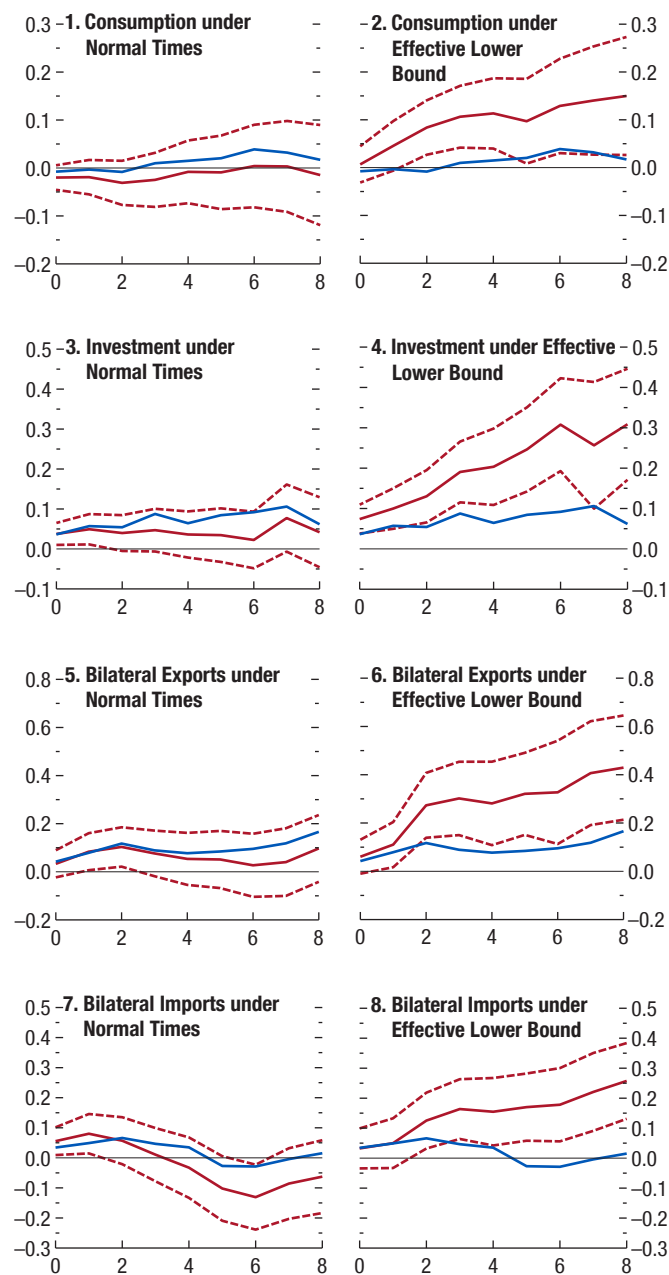 1. Consumption under
Normal Times
0.3
0.2
0.1
0.0
–0.1
–0.2
0 2 4 6 8
2. Consumption under
Effective Lower
Bound
0.3
0.2
0.1
0.0
–0.1
–0.2
0 2 4 6 8
3. Investment under
Normal Times
0.5
0.4
0.3
0.2
0.1
0.0
–0.1
0 2 4 6 8
4. Investment under Effective
Lower Bound
0.5
0.4
0.3
0.2
0.1
0.0
–0.1
0 2 4 6 8
5. Bilateral Exports under
Normal Times
0.8
0.6
0.4
0.2
0.0
–0.2
0 2 4 6 8
6. Bilateral Exports under
Effective Lower Bound
0.8
0.6
0.4
0.2
0.0
–0.2
0 2 4 6 8
7. Bilateral Imports under
Normal Times
0.5
0.4
0.3
0.2
0.1
0.0
–0.1
–0.2
–0.3
0 2 4 6 8
8. Bilateral Imports under
Effective Lower Bound
0.5
0.4
0.3
0.2
0.1
0.0
–0.1
–0.2
–0.3
0 2 4 6 8